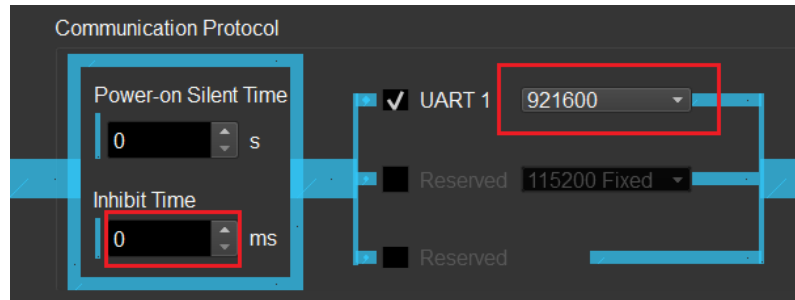 Communication Protocol
Power-on Silent Time
0 s
Inhibit Time
0 ms
UART 1 921600
Reserved 115200 Fixed
Reserved